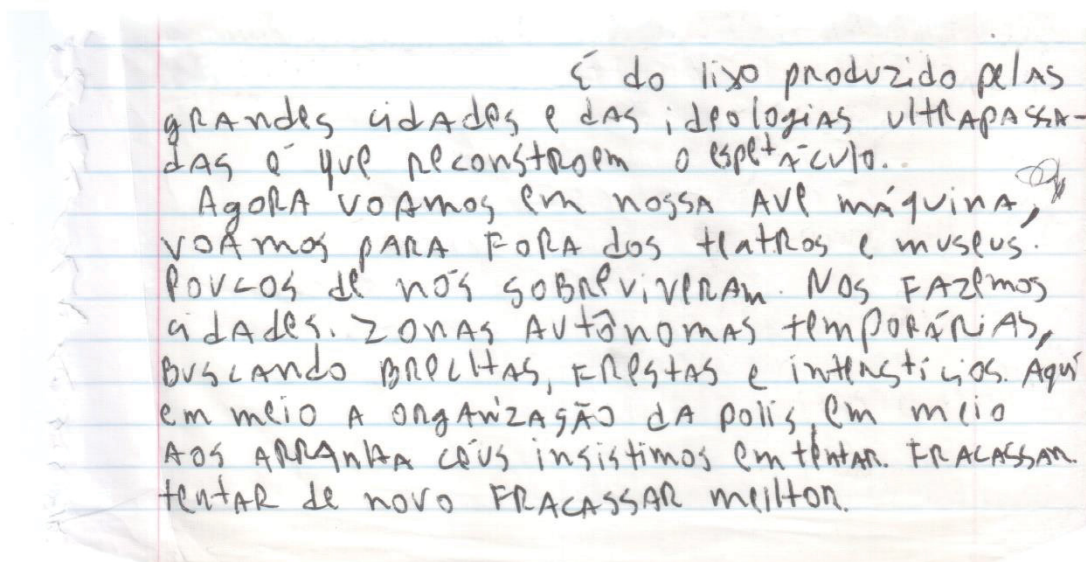 É do lixo produzido pelas
grandes cidades e das ideologias ultrapassa-
das é que reconstroem o espetáculo.
Agora voamos em nossa ave máquina,
voamos para fora dos teatros e museus.
Poucos de nós sobreviveram. Nos fazemos
cidades. Zonas autônomas temporárias,
buscando brechas, frestas e interstícios. Aqui
em meio a organização da polis, em meio
aos arranha céus insistimos em tentar. Fracassar.
tentar de novo fracassar meilhor.